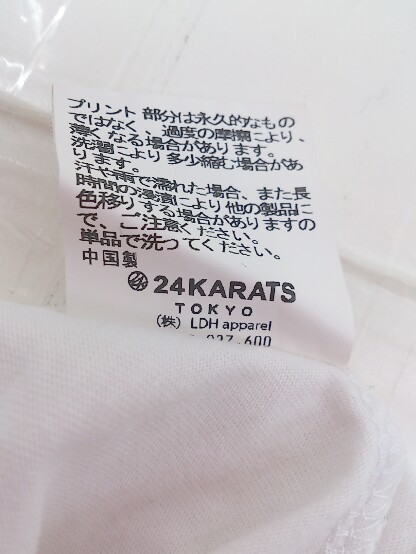 プリント 部分は永久的なもの
ではなく、過度の摩擦により、
薄くなる場合があります。
洗濯により多少縮む場合があ
ります。
汗や雨で濡れた場合、また長
時間の浸漬により他の製品に
色移りする場合がありますの
で、ご注意ください。
単品で洗ってください。
中国製
24KARATS
TOKYO
(株) LDH apparel